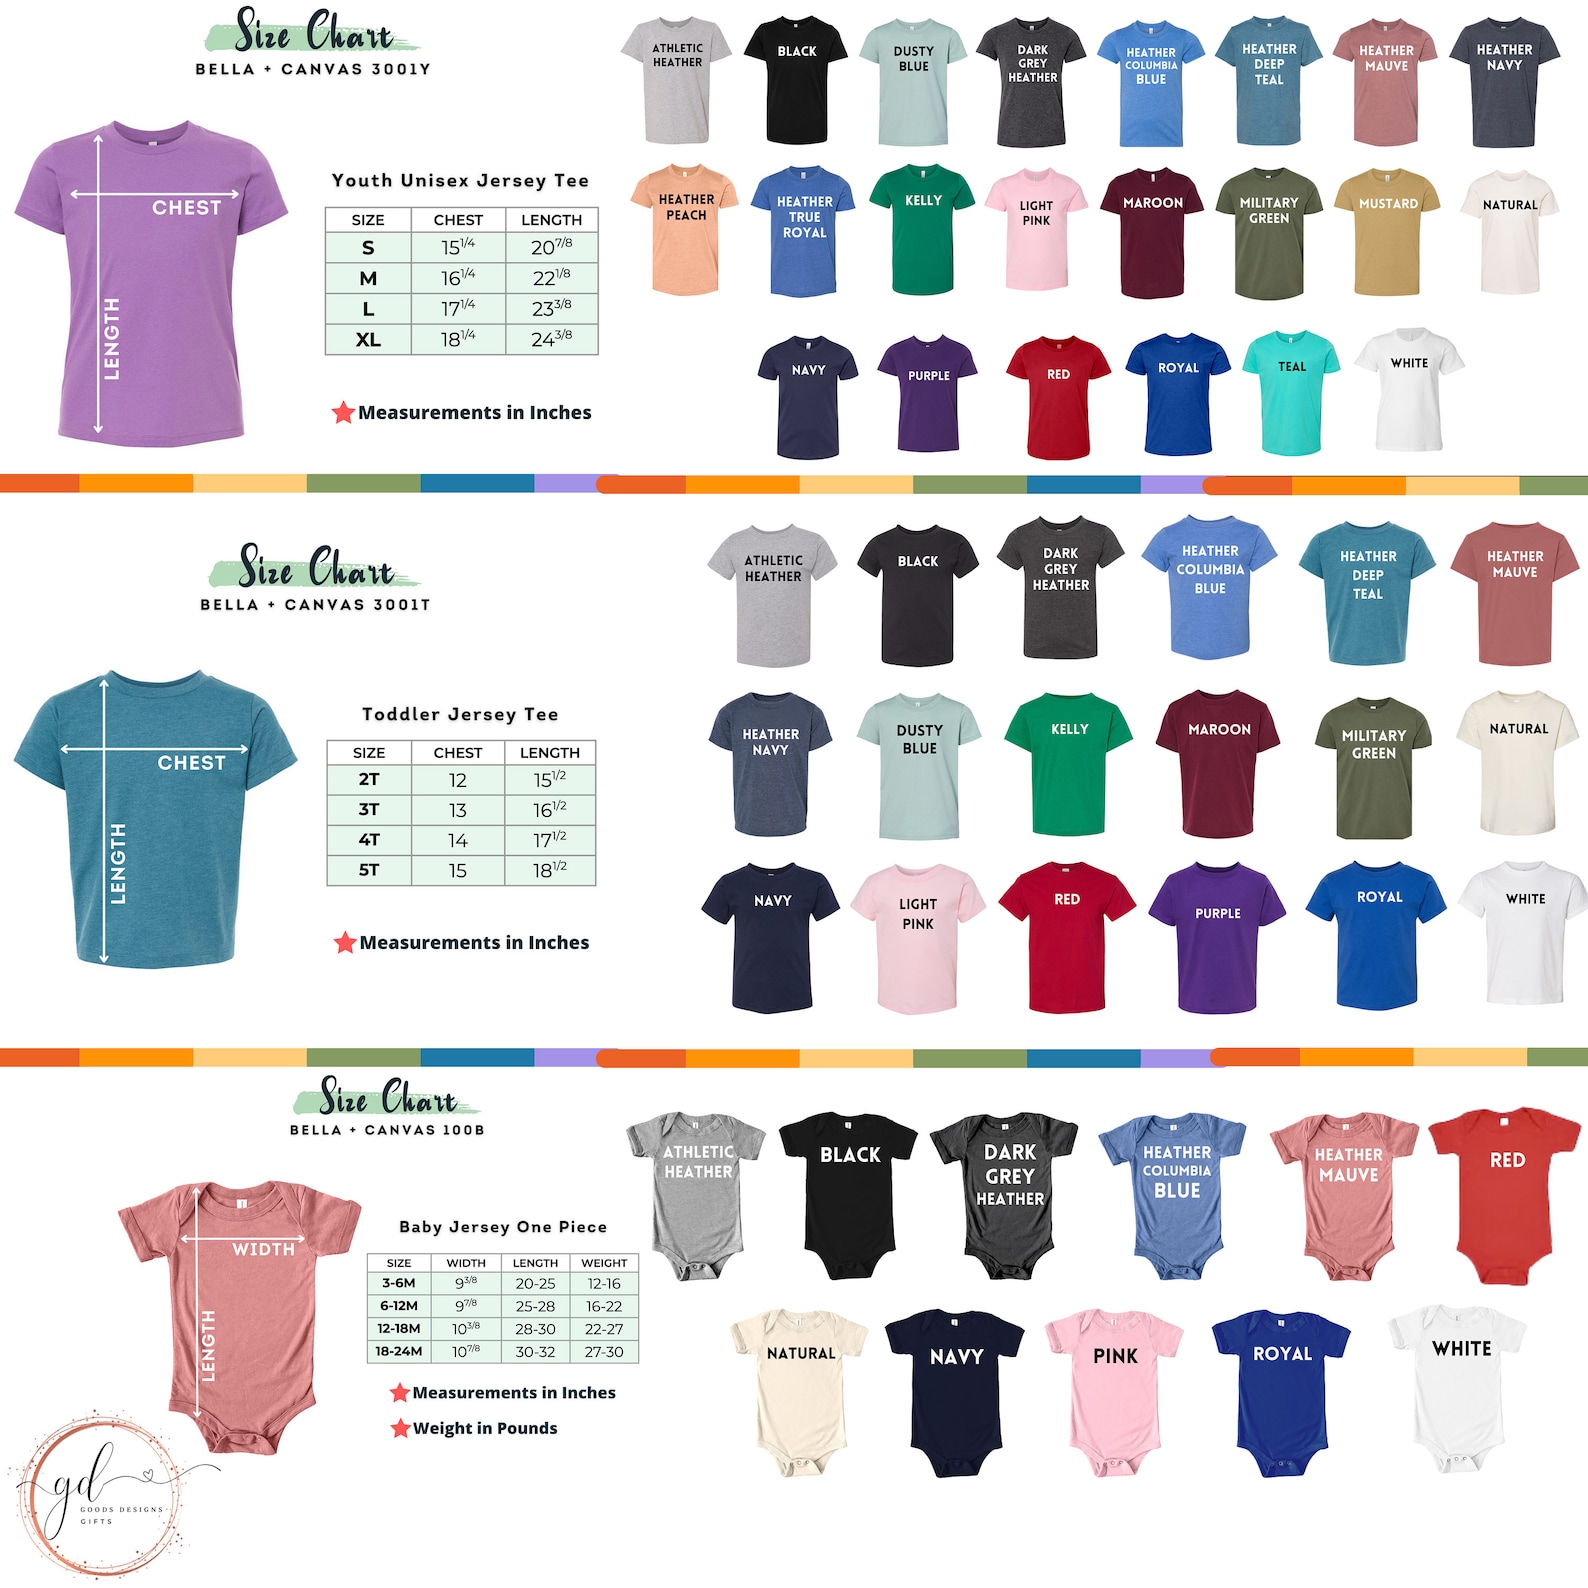 Size Chart
BELLA + CANVAS 3001Y
CHEST
LENGTH
Youth Unisex Jersey Tee
SIZE CHEST LENGTH
S 15 1/4 20 7/8
M 16 1/4 22 1/8
L 17 1/4 23 3/8
XL 18 1/4 24 3/8
Measurements in Inches
ATHLETIC
HEATHER
BLACK
DUSTY
BLUE
DARK
GREY
HEATHER
HEATHER
COLUMBIA
BLUE
HEATHER
DEEP
TEAL
HEATHER
MAUVE
HEATHER
NAVY
HEATHER
PEACH
HEATHER
TRUE
ROYAL
KELLY
LIGHT
PINK
MAROON
MILITARY
GREEN
MUSTARD
NATURAL
NAVY
PURPLE
RED
ROYAL
TEAL
WHITE
Size Chart
BELLA + CANVAS 3001T
CHEST
LENGTH
Toddler Jersey Tee
SIZE CHEST LENGTH
2T 12 15 1/2
3T 13 16 1/2
4T 14 17 1/2
5T 15 18 1/2
Measurements in Inches
ATHLETIC
HEATHER
BLACK
DARK
GREY
HEATHER
HEATHER
COLUMBIA
BLUE
HEATHER
DEEP
TEAL
HEATHER
MAUVE
HEATHER
NAVY
DUSTY
BLUE
KELLY
MAROON
MILITARY
GREEN
NATURAL
NAVY
LIGHT
PINK
RED
PURPLE
ROYAL
WHITE
Size Chart
BELLA + CANVAS 100B
WIDTH
LENGTH
Baby Jersey One Piece
SIZE WIDTH LENGTH WEIGHT
3-6M 9 3/8 20-25 12-16
6-12M 9 7/8 25-28 16-22
12-18M 10 3/8 28-30 22-27
18-24M 10 7/8 30-32 27-30
Measurements in Inches
Weight in Pounds
ATHLETIC
HEATHER
BLACK
DARK
GREY
HEATHER
HEATHER
COLUMBIA
BLUE
HEATHER
MAUVE
RED
NATURAL
NAVY
PINK
ROYAL
WHITE
gd
GOODS DESIGNS
GIFTS